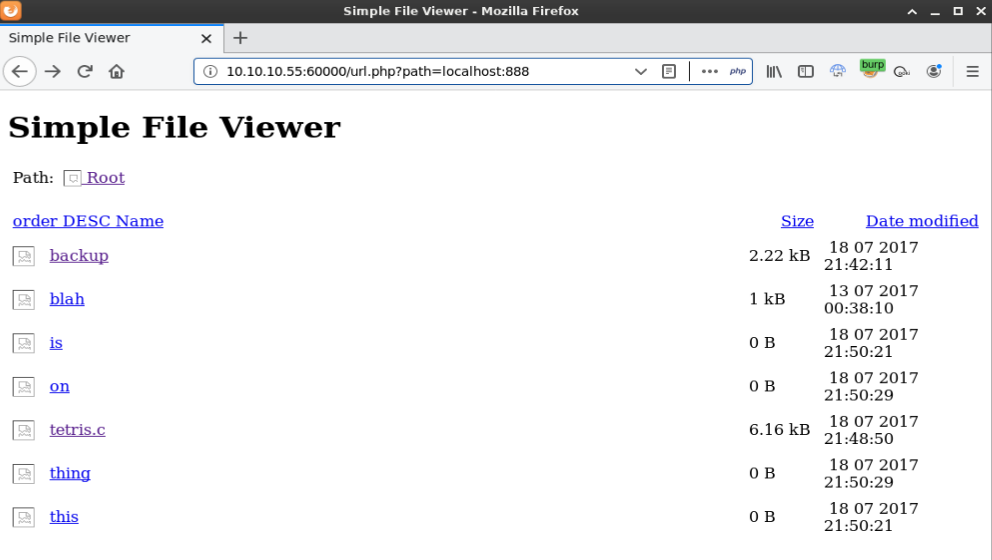 Simple File Viewer - Mozilla Firefox
Simple File Viewer
10.10.10.55:60000/url.php?path=localhost:888
php
burp
Simple File Viewer
Path: Root
order DESC Name Size Date modified
backup 2.22 kB 18 07 2017
21:42:11
blah 1 kB 13 07 2017
00:38:10
is 0 B 18 07 2017
21:50:21
on 0 B 18 07 2017
21:50:29
tetris.c 6.16 kB 18 07 2017
21:48:50
thing 0 B 18 07 2017
21:50:29
this 0 B 18 07 2017
21:50:21